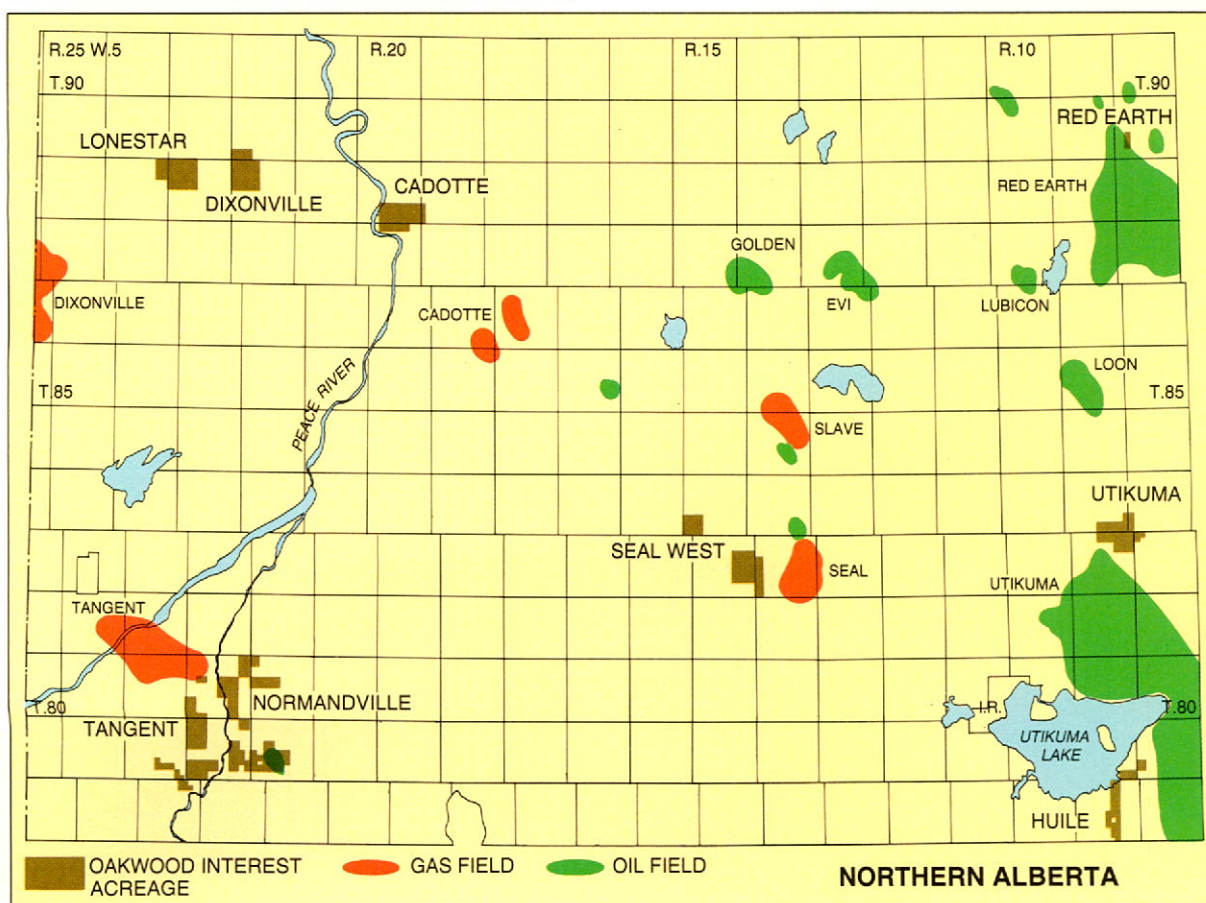 R.25 W.5
R.20
R.15
R.10
T.90
T.90
LONESTAR
RED EARTH
DIXONVILLE
CADOTTE
RED EARTH
GOLDEN
DIXONVILLE
CADOTTE
EVI
LUBICON
PEACE RIVER
LOON
T.85
T.85
SLAVE
UTIKUMA
SEAL WEST
SEAL
UTIKUMA
TANGENT
NORMANDVILLE
T.80
I.R.
T.80
TANGENT
UTIKUMA
LAKE
HUILE
OAKWOOD INTEREST
ACREAGE
GAS FIELD
OIL FIELD
NORTHERN ALBERTA